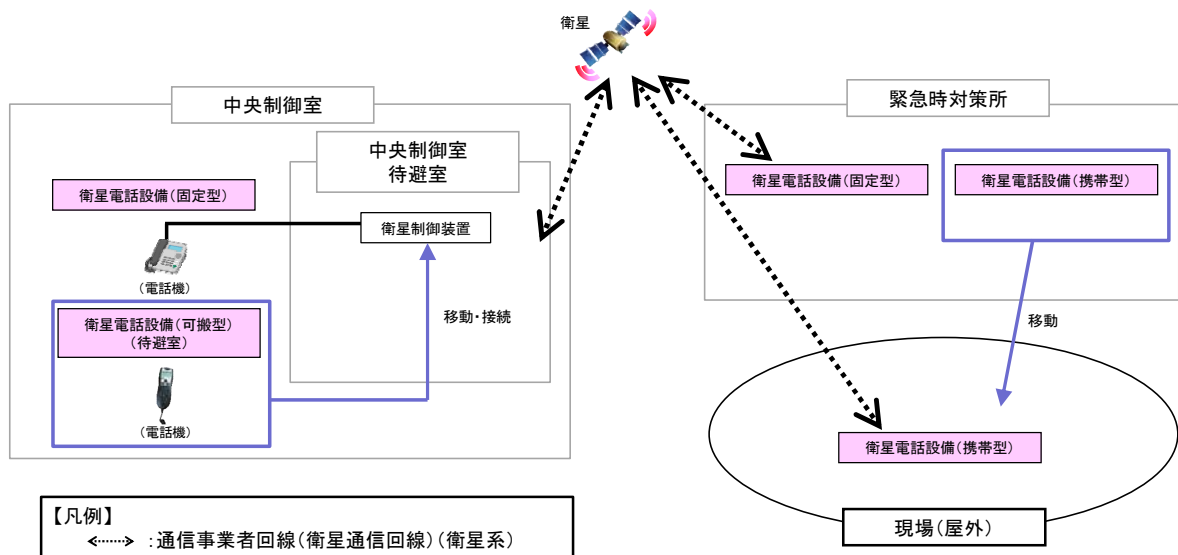 衛星
中央制御室
中央制御室
待避室
衛星電話設備(固定型)
衛星制御装置
(電話機)
移動・接続
衛星電話設備(可搬型)
(待避室)
(電話機)
緊急時対策所
衛星電話設備(固定型)
衛星電話設備(携帯型)
移動
衛星電話設備(携帯型)
現場(屋外)
【凡例】
:通信事業者回線(衛星通信回線)(衛星系)